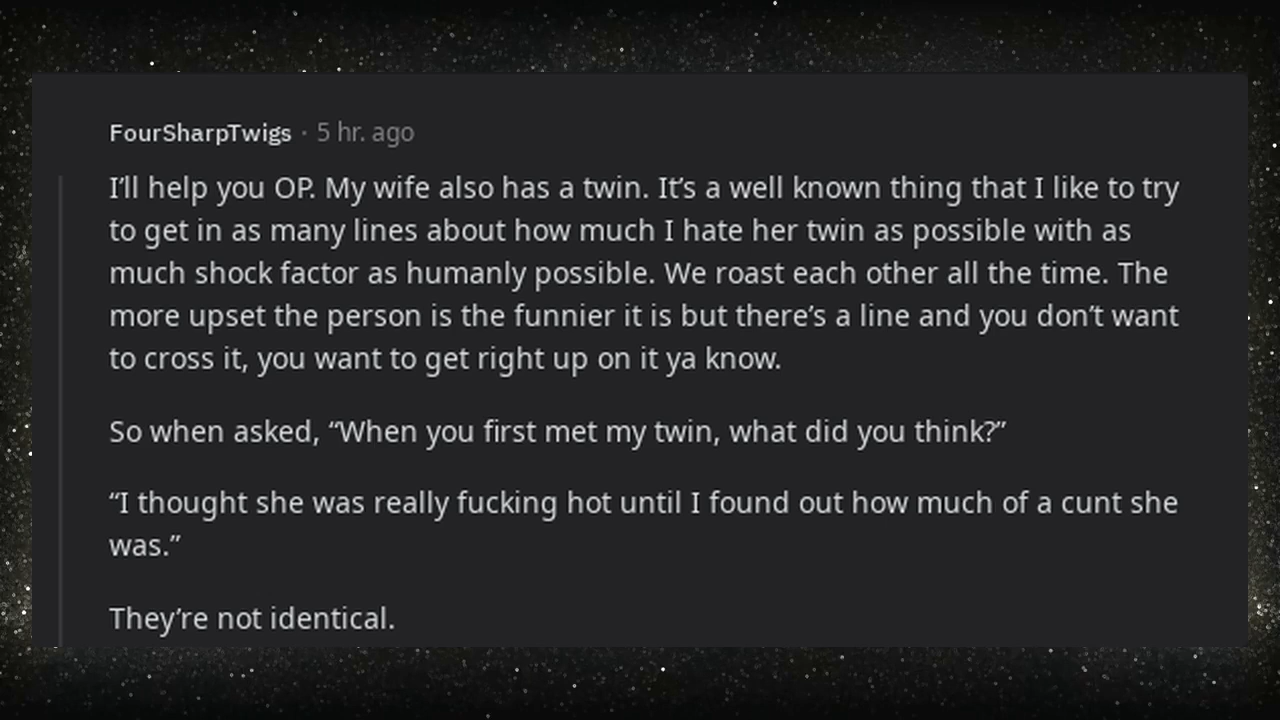 FourSharpTwigs · 5 hr. ago
I’ll help you OP. My wife also has a twin. It’s a well known thing that I like to try
to get in as many lines about how much I hate her twin as possible with as
much shock factor as humanly possible. We roast each other all the time. The
more upset the person is the funnier it is but there’s a line and you don’t want
to cross it, you want to get right up on it ya know.
So when asked, “When you first met my twin, what did you think?”
“I thought she was really fucking hot until I found out how much of a cunt she
was.”
They’re not identical.